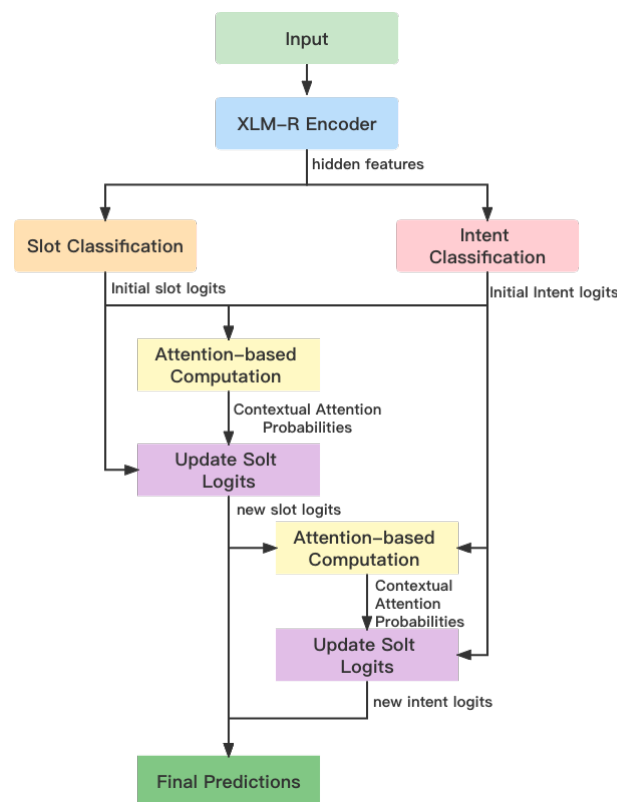 Input
XLM-R Encoder
hidden features
Slot Classification
Intent
Classification
Initial slot logits
Initial Intent logits
Attention-based
Computation
Contextual Attention
Probabilities
Update Solt
Logits
new slot logits
Attention-based
Computation
Contextual
Attention
Probabilities
Update Solt
Logits
new intent logits
Final Predictions